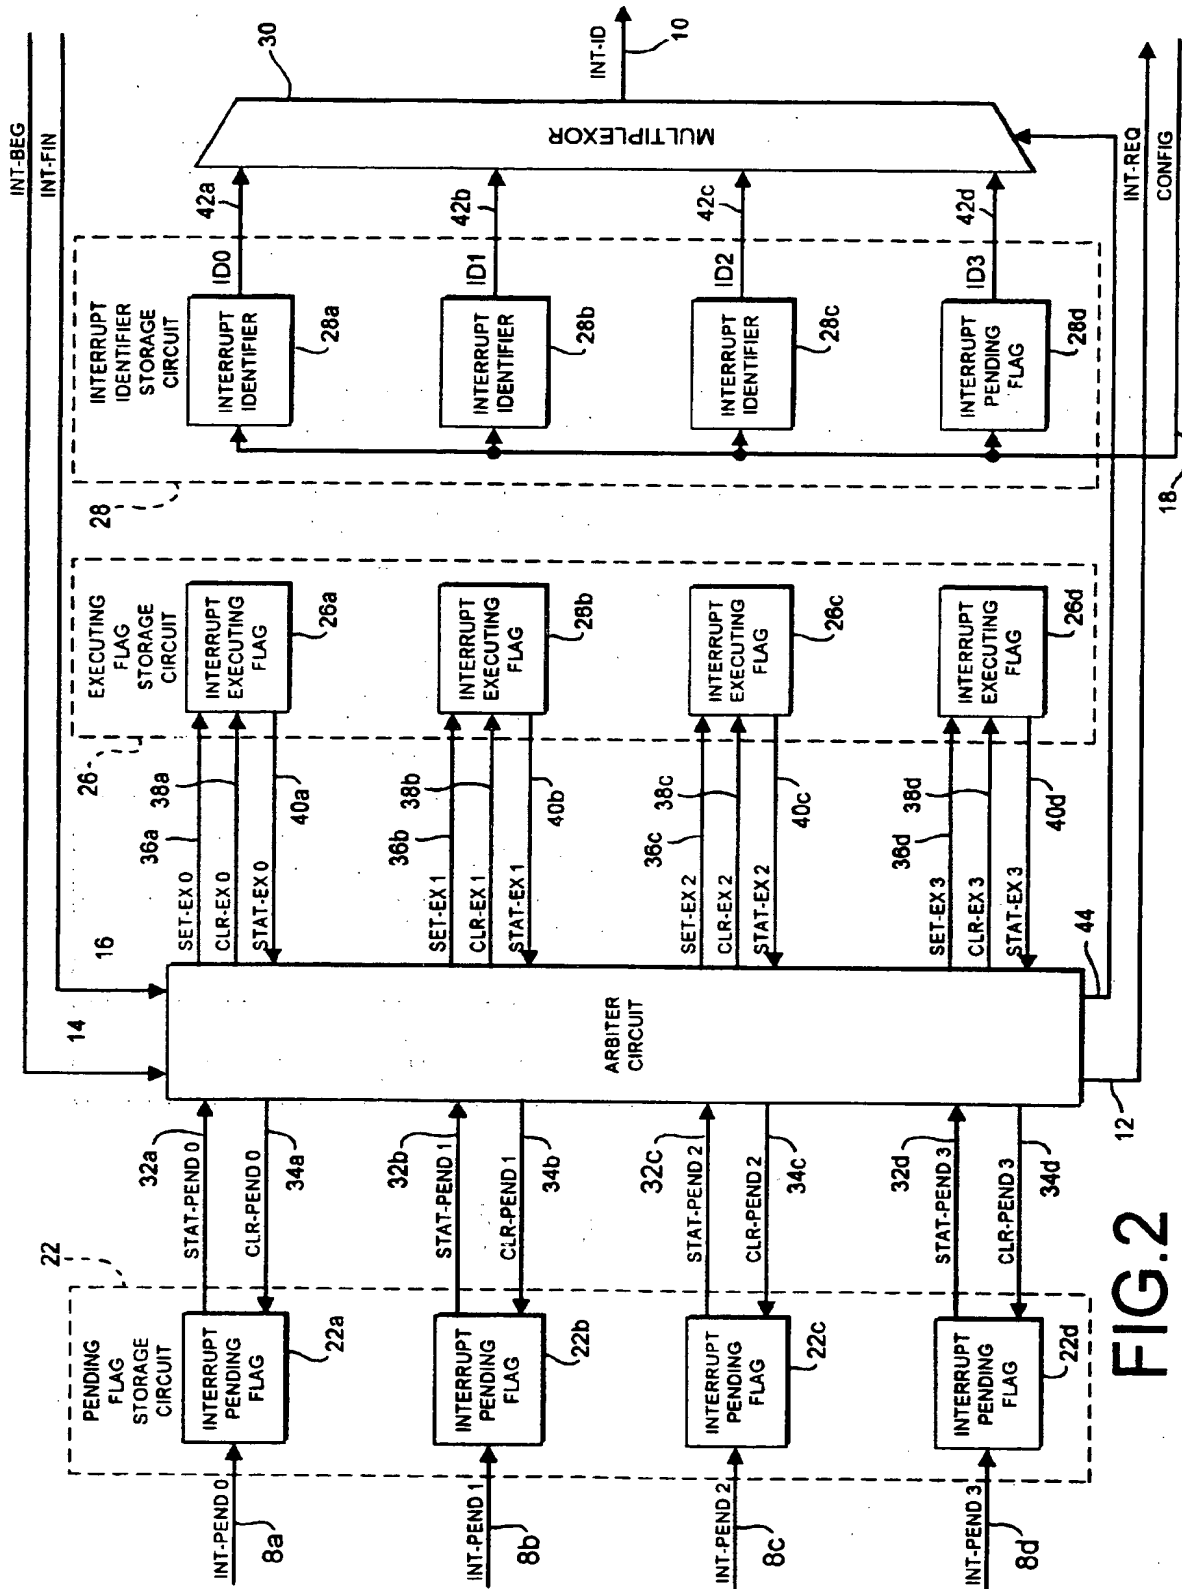 INT-BEG
INT-FIN
14
16
PENDING
FLAG
STORAGE
CIRCUIT
22
EXECUTING
FLAG
STORAGE
CIRCUIT
26
INTERRUPT
IDENTIFIER
STORAGE
CIRCUIT
28
30
INT-PEND 0
8a
INTERRUPT
PENDING
FLAG
22a
STAT-PEND 0
32a
CLR-PEND 0
34a
SET-EX 0
36a
CLR-EX 0
38a
STAT-EX 0
40a
INTERRUPT
EXECUTING
FLAG
26a
INTERRUPT
IDENTIFIER
28a
ID0
42a
INT-PEND 1
8b
INTERRUPT
PENDING
FLAG
22b
STAT-PEND 1
32b
CLR-PEND 1
34b
SET-EX 1
36b
CLR-EX 1
38b
STAT-EX 1
40b
INTERRUPT
EXECUTING
FLAG
26b
INTERRUPT
IDENTIFIER
28b
ID1
42b
ARBITER
CIRCUIT
MULTIPLEXOR
INT-ID
10
INT-PEND 2
8c
INTERRUPT
PENDING
FLAG
22c
STAT-PEND 2
32c
CLR-PEND 2
34c
SET-EX 2
36c
CLR-EX 2
38c
STAT-EX 2
40c
INTERRUPT
EXECUTING
FLAG
26c
INTERRUPT
IDENTIFIER
28c
ID2
42c
INT-PEND 3
8d
INTERRUPT
PENDING
FLAG
22d
STAT-PEND 3
32d
CLR-PEND 3
34d
SET-EX 3
36d
CLR-EX 3
38d
STAT-EX 3
40d
INTERRUPT
EXECUTING
FLAG
26d
INTERRUPT
PENDING
FLAG
28d
ID3
42d
12
44
INT-REQ
CONFIG
18
FIG.2